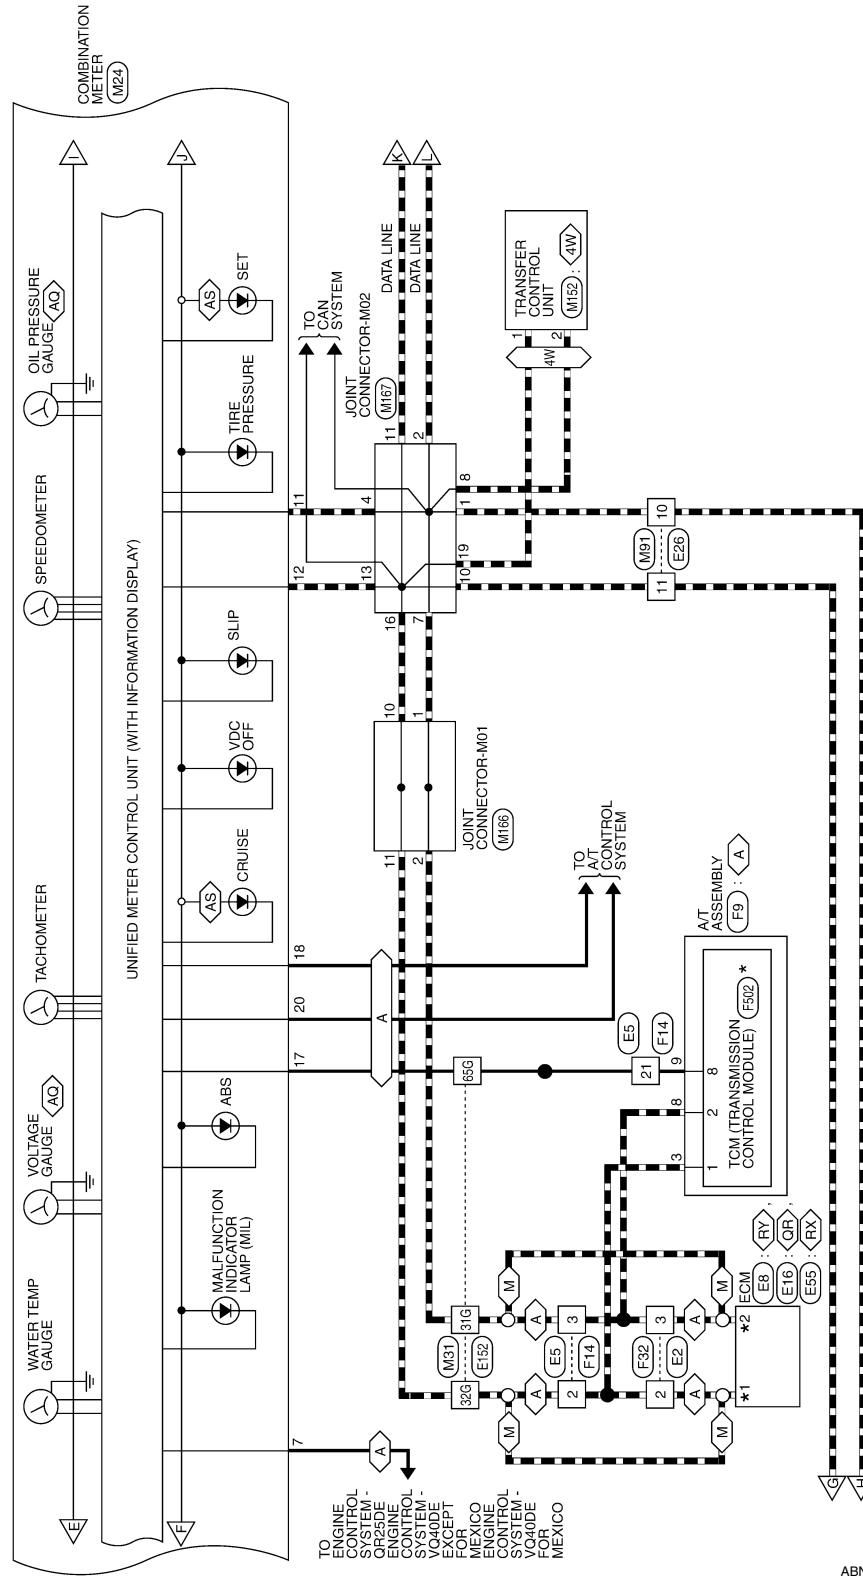 COMBINATION
METER
M24
E
I
F
J
WATER TEMP
GAUGE
VOLTAGE
GAUGE
AQ
TACHOMETER
SPEEDOMETER
OIL PRESSURE
GAUGE
AQ
UNIFIED METER CONTROL UNIT (WITH INFORMATION DISPLAY)
MALFUNCTION
INDICATOR
LAMP (MIL)
ABS
AS
CRUISE
VDC
OFF
SLIP
TIRE
PRESSURE
AS
SET
7
17
20
18
12
11
A
TO
ENGINE
CONTROL
SYSTEM -
QR25DE
ENGINE
CONTROL
SYSTEM -
VQ40DE
EXCEPT
FOR
MEXICO
ENGINE
CONTROL
SYSTEM -
VQ40DE
FOR
MEXICO
A
TO
CAN
SYSTEM
JOINT
CONNECTOR-M02
M167
13
4
11
2
16
7
10
19
1
8
DATA LINE
DATA LINE
K
L
10
1
11
2
JOINT
CONNECTOR-M01
M166
TRANSFER
CONTROL
UNIT
M152 : 4W
1
2
4W
TO
A/T
CONTROL
SYSTEM
32G
31G
65G
M31
E152
M
M
A
A
2
3
E5
F14
21
E5
F14
F32
E2
2
3
A
A
M
M
*1
*2
ECM
E8 : RY ,
E16 : QR ,
E55 : RX
A/T
ASSEMBLY
F9 : A
3
8
9
1
2
8
TCM (TRANSMISSION
CONTROL MODULE)
F502 *
M91
E26
11
10
G
H
ABN